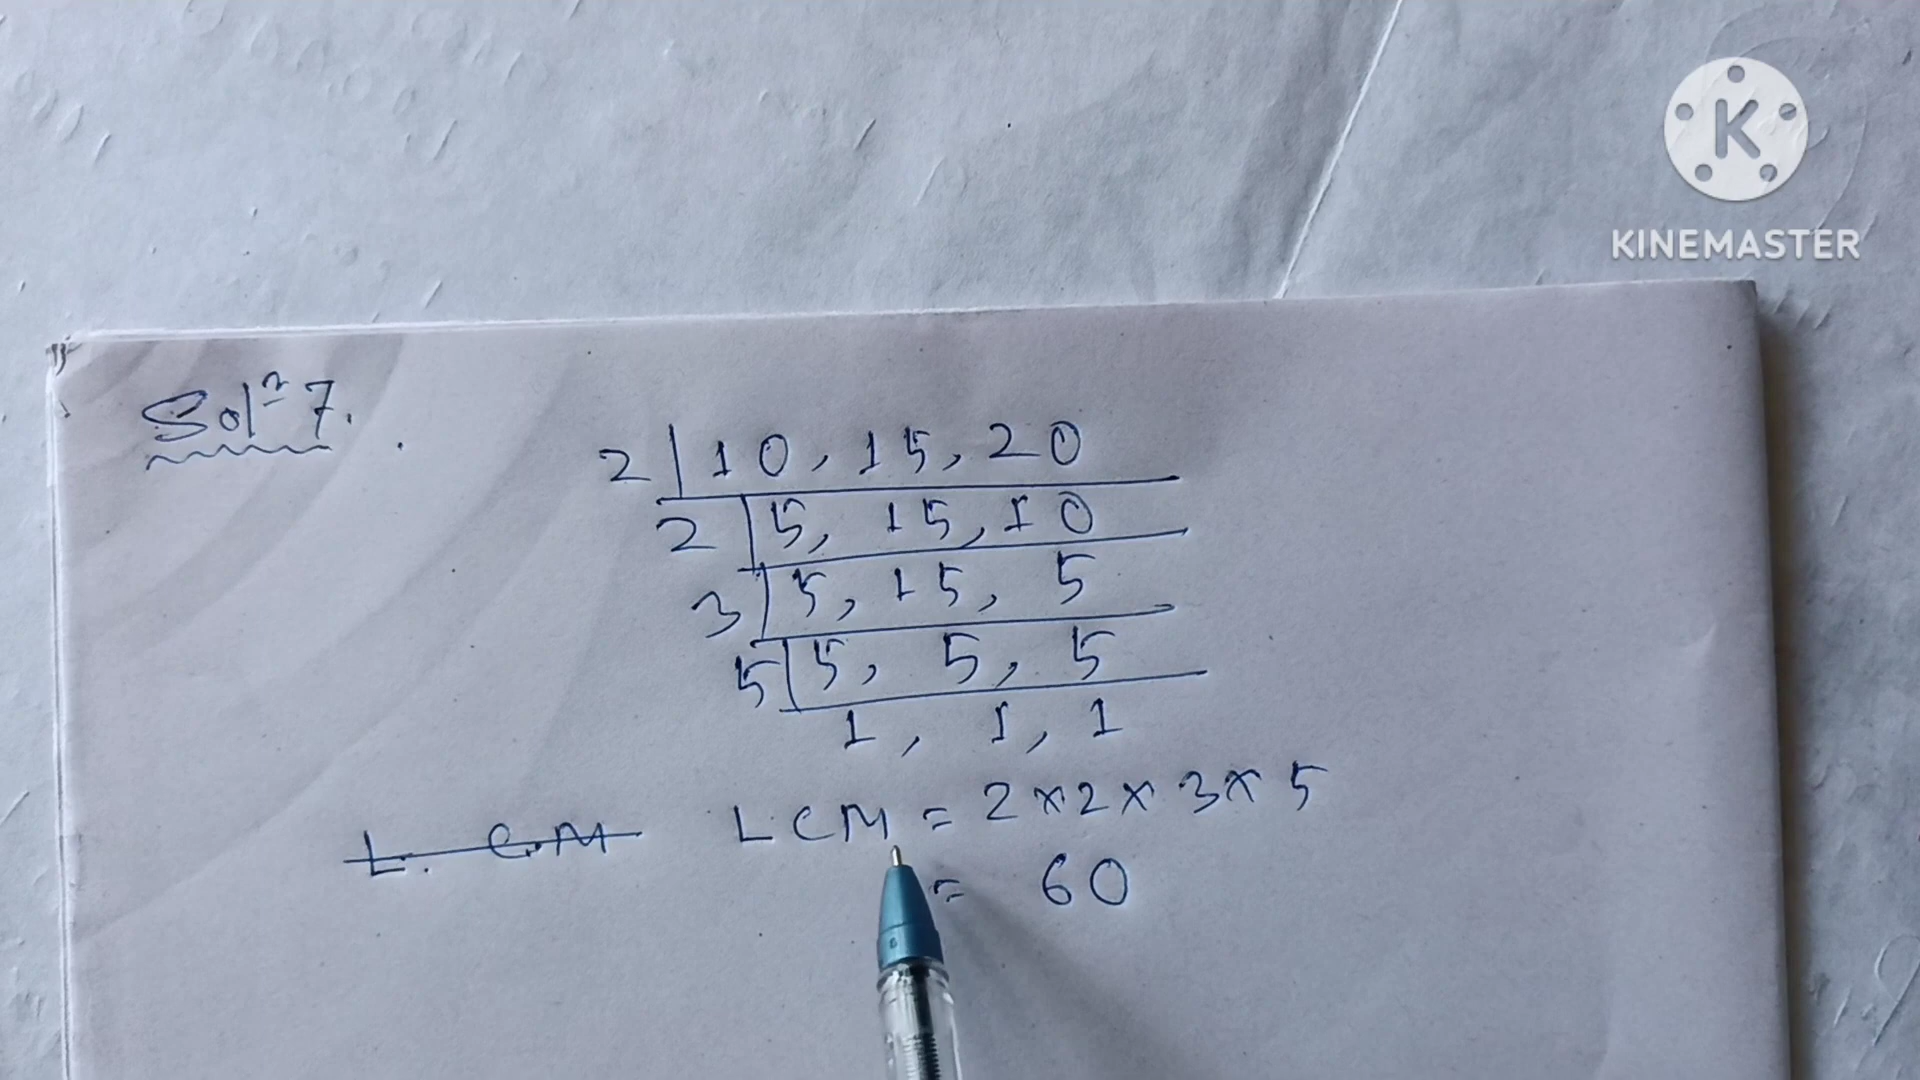 K
KINEMASTER
Solⁿ 7.
2 | 10, 15, 20
2 | 5, 15, 10
3 | 5, 15, 5
5 | 5, 5, 5
1, 1, 1
L. C.M LCM = 2×2×3×5
= 60